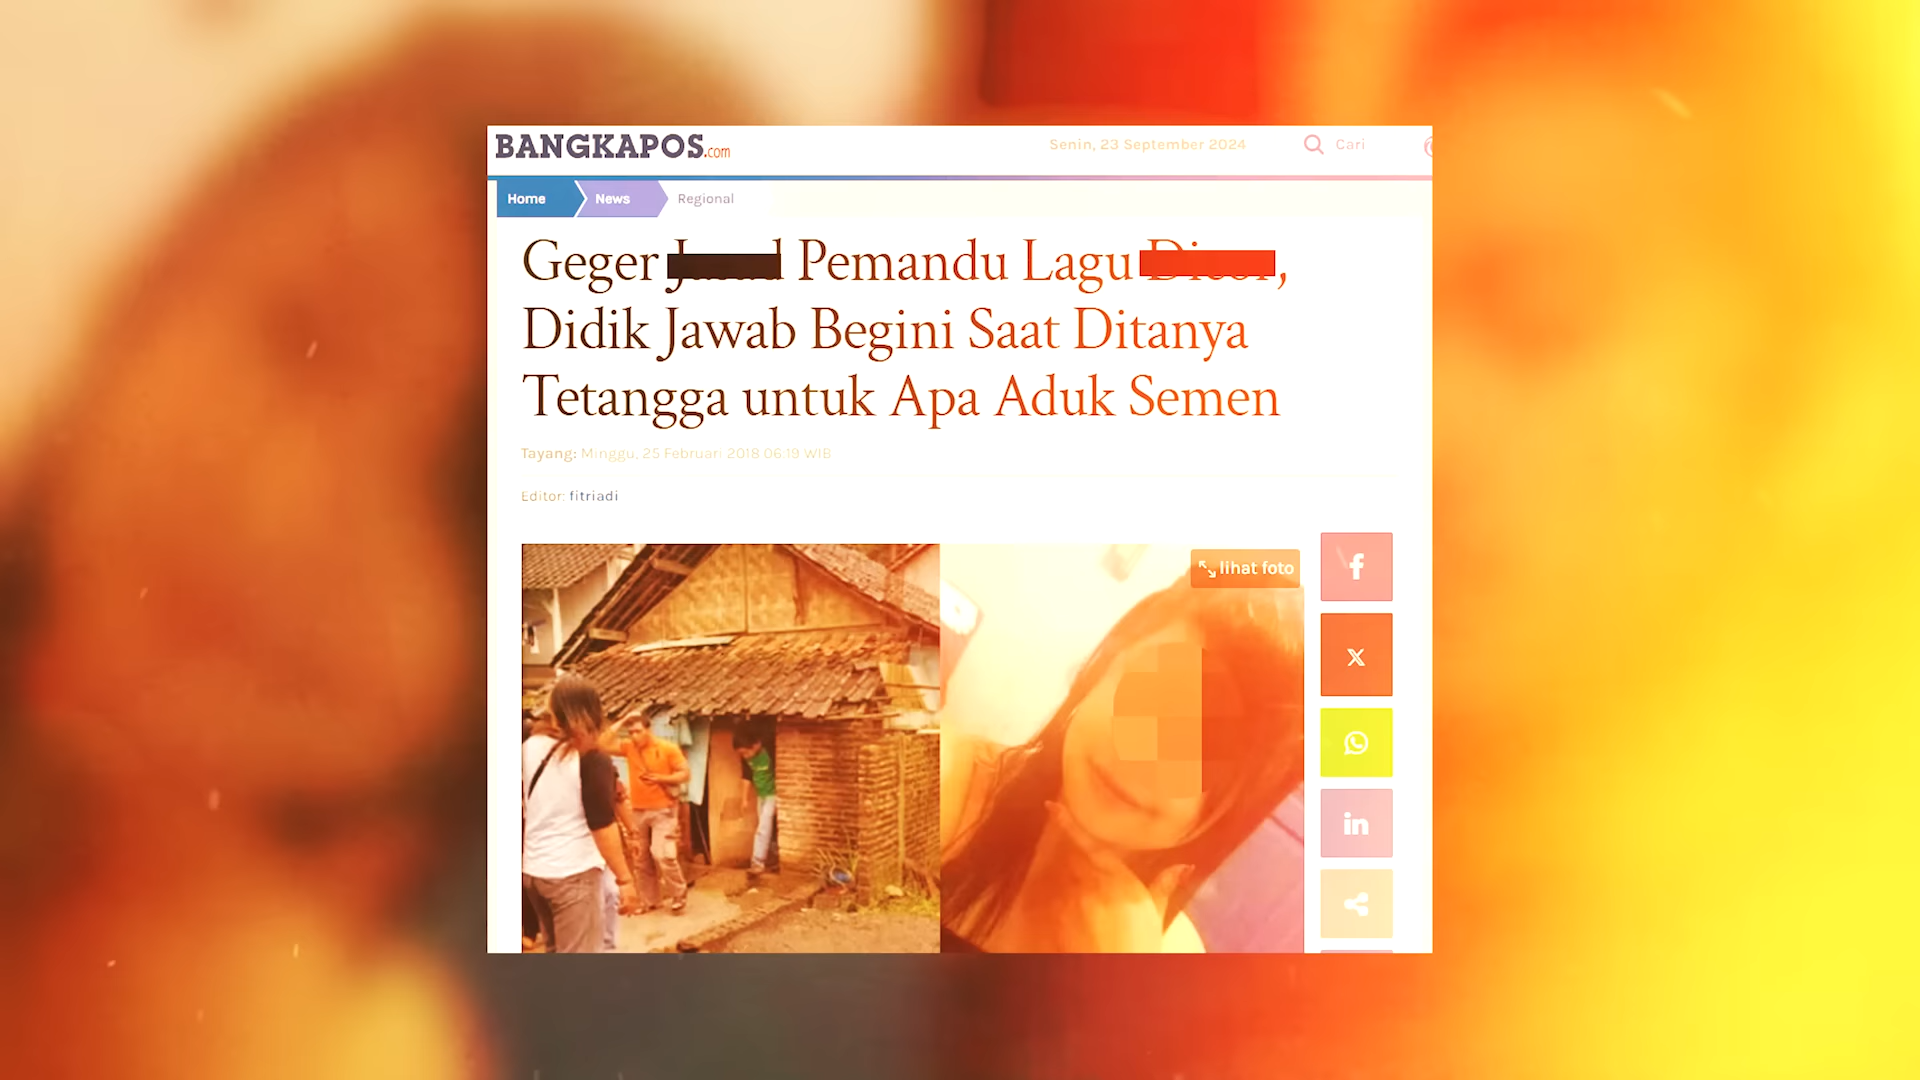 BANGKAPOS.com
Senin, 23 September 2024
Cari
Home
News
Regional
Geger Pemandu Lagu ,
Didik Jawab Begini Saat Ditanya
Tetangga untuk Apa Aduk Semen
Tayang: Minggu, 25 Februari 2018 06:19 WIB
Editor: fitriadi
lihat foto